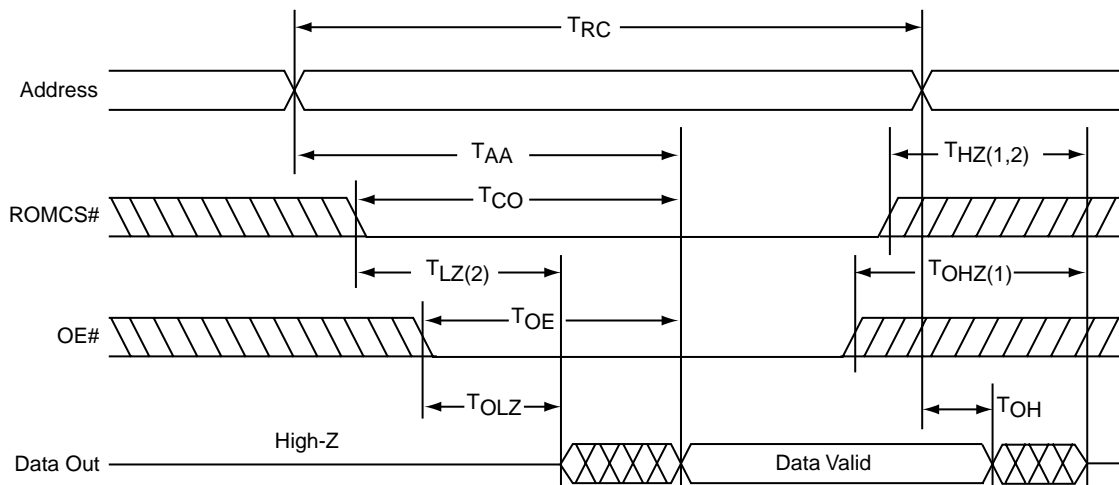 TRC
Address
TAA
THZ(1,2)
TCO
ROMCS#
TLZ(2)
TOHZ(1)
TOE
OE#
TOLZ
TOH
High-Z
Data Out
Data Valid